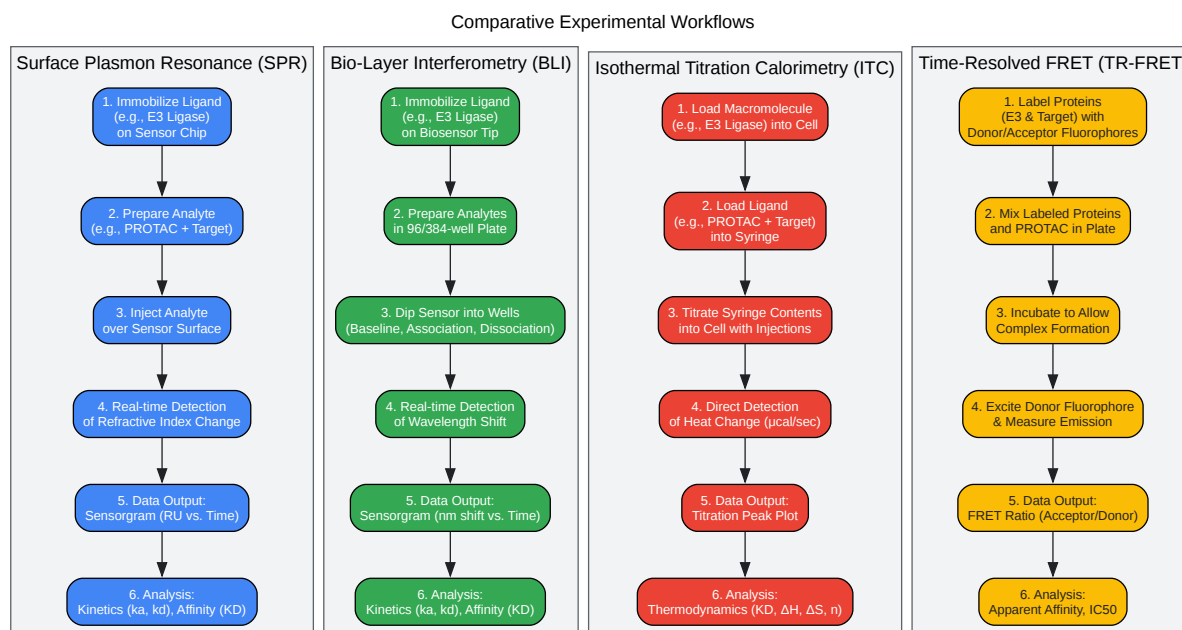 Comparative Experimental Workflows
Surface Plasmon Resonance (SPR)
1. Immobilize Ligand
(e.g., E3 Ligase)
on Sensor Chip
2. Prepare Analyte
(e.g., PROTAC + Target)
3. Inject Analyte
over Sensor Surface
4. Real-time Detection
of Refractive Index Change
5. Data Output:
Sensorgram (RU vs. Time)
6. Analysis:
Kinetics (ka, kd), Affinity (KD)
Bio-Layer Interferometry (BLI)
1. Immobilize Ligand
(e.g., E3 Ligase)
on Biosensor Tip
2. Prepare Analytes
in 96/384-well Plate
3. Dip Sensor into Wells
(Baseline, Association, Dissociation)
4. Real-time Detection
of Wavelength Shift
5. Data Output:
Sensorgram (nm shift vs. Time)
6. Analysis:
Kinetics (ka, kd), Affinity (KD)
Isothermal Titration Calorimetry (ITC)
1. Load Macromolecule
(e.g., E3 Ligase) into Cell
2. Load Ligand
(e.g., PROTAC + Target)
into Syringe
3. Titrate Syringe Contents
into Cell with Injections
4. Direct Detection
of Heat Change (µcal/sec)
5. Data Output:
Titration Peak Plot
6. Analysis:
Thermodynamics (KD, ΔH, ΔS, n)
Time-Resolved FRET (TR-FRET
1. Label Proteins
(E3 & Target) with
Donor/Acceptor Fluorophores
2. Mix Labeled Proteins
and PROTAC in Plate
3. Incubate to Allow
Complex Formation
4. Excite Donor Fluorophore
& Measure Emission
5. Data Output:
FRET Ratio (Acceptor/Donor)
6. Analysis:
Apparent Affinity, IC50